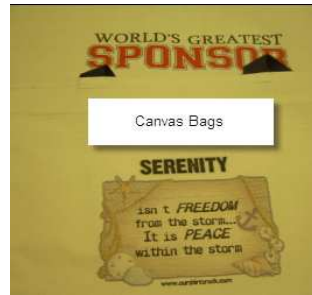 WORLD'S GREATEST
SPONSOR
Canvas Bags
SERENITY
isn t FREEDOM
from the storm...
It is PEACE
within the storm